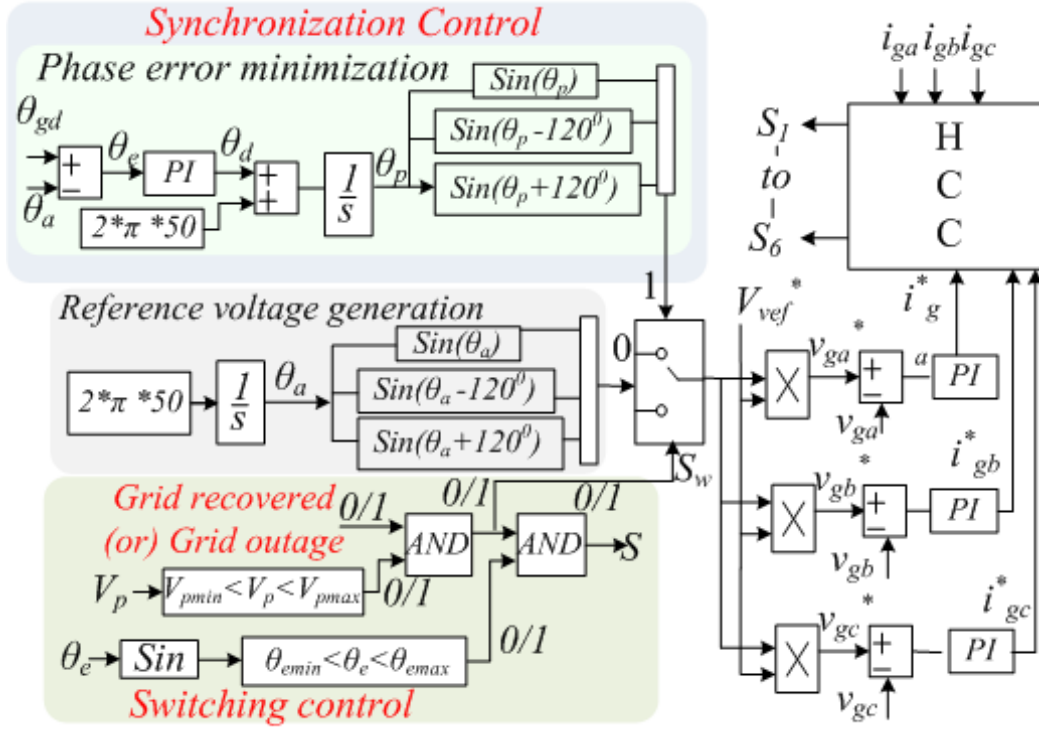 Synchronization Control
Phase error minimization
θgd
θe
θd
+
−
PI
+
+
θa
2*π *50
1
s
θp
Sin(θp)
Sin(θp -120⁰)
Sin(θp+120⁰)
iga igb igc
H
C
C
S1
to
S6
1
Reference voltage generation
2*π *50
1
s
θa
Sin(θa)
Sin(θa -120⁰)
Sin(θa+120⁰)
0
Sw
Vvef*
X
vga*
+
−
a
PI
i*g
vga
X
vgb*
+
−
PI
i*gb
vgb
X
vgc*
+
−
PI
i*gc
vgc
Grid recovered
(or) Grid outage
0/1
0/1
0/1
AND
AND
S
Vp
Vpmin<Vp<Vpmax
0/1
θe
Sin
θemin<θe<θemax
0/1
Switching control